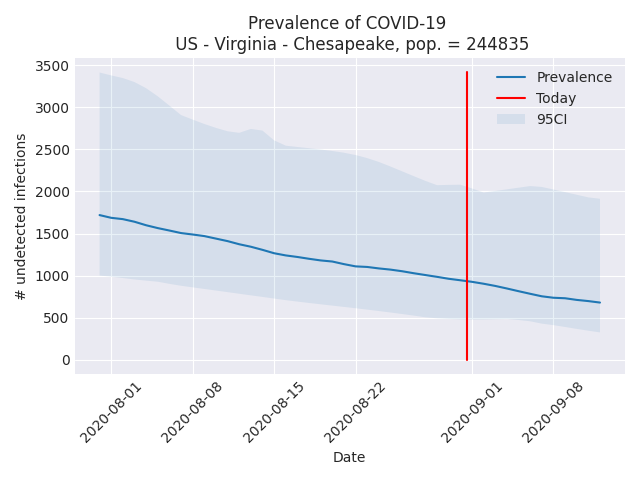 Prevalence of COVID-19
US - Virginia - Chesapeake, pop. = 244835
3500
3000
2500
2000
1500
1000
500
0
# undetected infections
Prevalence
Today
95CI
2020-08-01
2020-08-08
2020-08-15
2020-08-22
2020-09-01
2020-09-08
Date